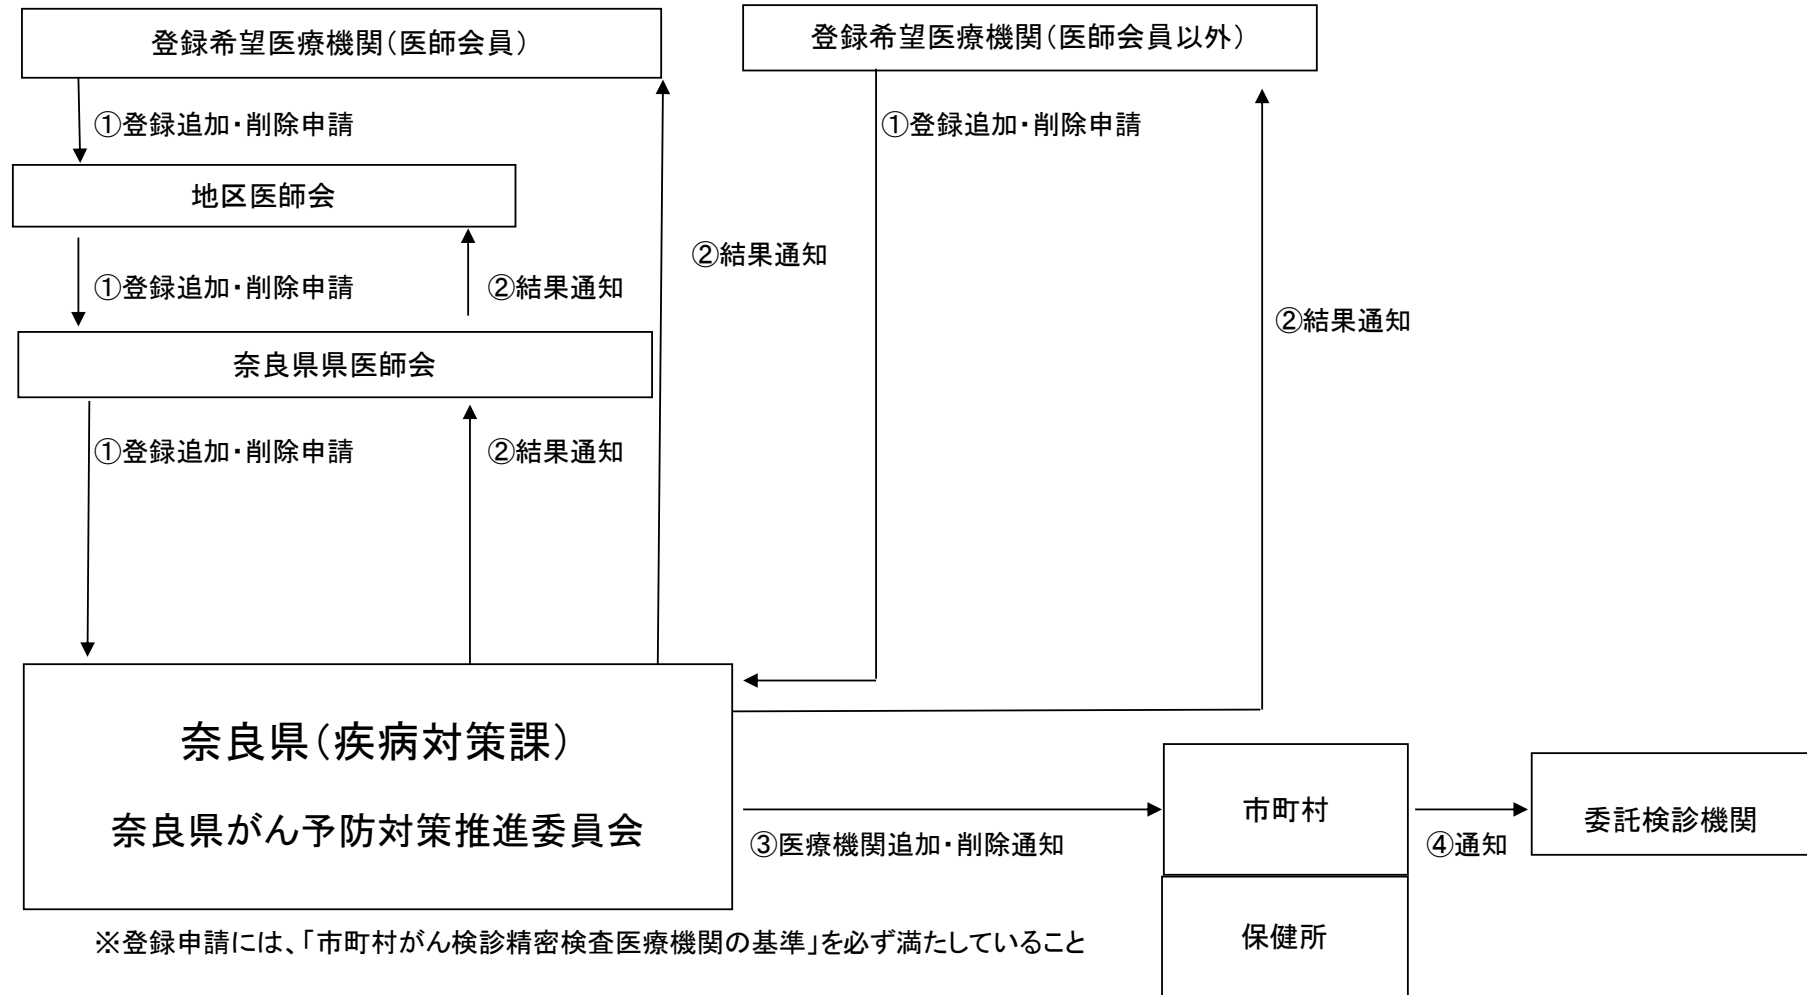 登録希望医療機関(医師会員)
登録希望医療機関(医師会員以外)
①登録追加・削除申請
①登録追加・削除申請
地区医師会
②結果通知
①登録追加・削除申請
②結果通知
②結果通知
奈良県県医師会
①登録追加・削除申請
②結果通知
奈良県(疾病対策課)
奈良県がん予防対策推進委員会
市町村
委託検診機関
③医療機関追加・削除通知
④通知
保健所
※登録申請には、「市町村がん検診精密検査医療機関の基準」を必ず満たしていること